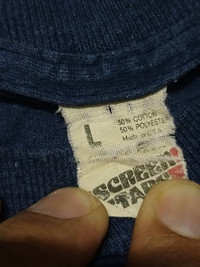 L
50% COTTON
50% POLYESTER
Made in U.S.A.
SCREEN